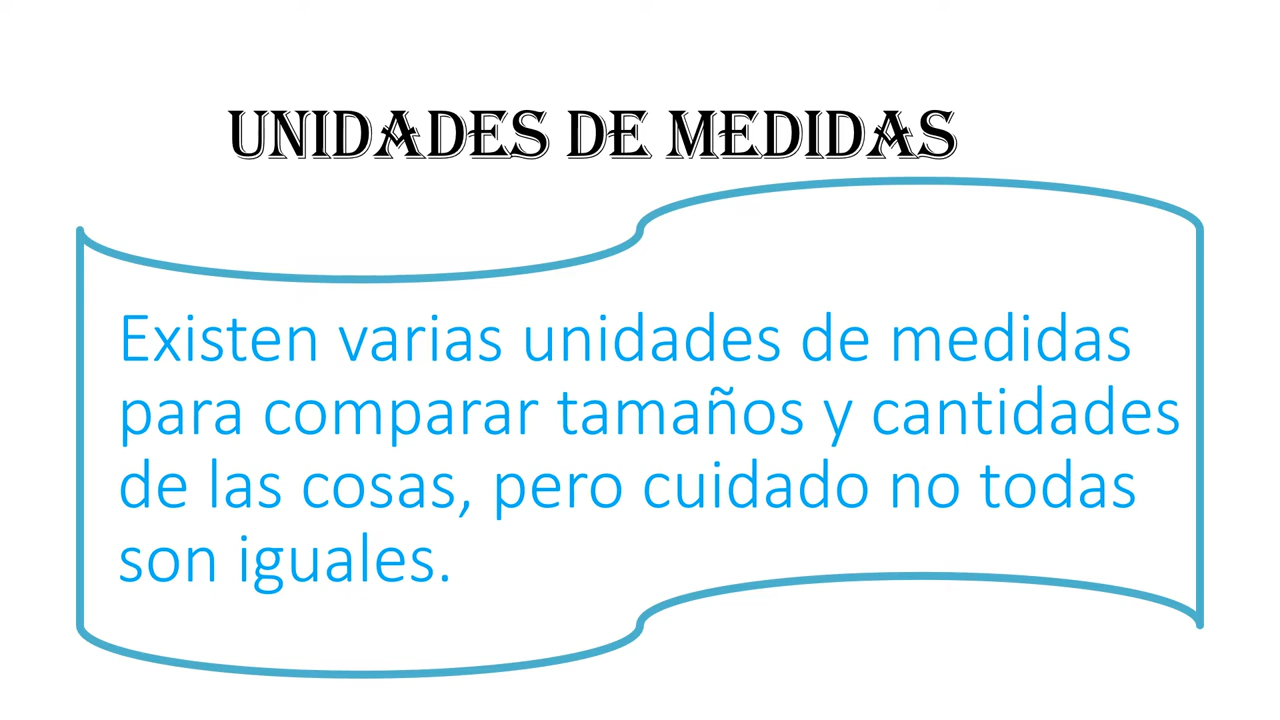 UNIDADES DE MEDIDAS
Existen varias unidades de medidas
para comparar tamaños y cantidades
de las cosas, pero cuidado no todas
son iguales.